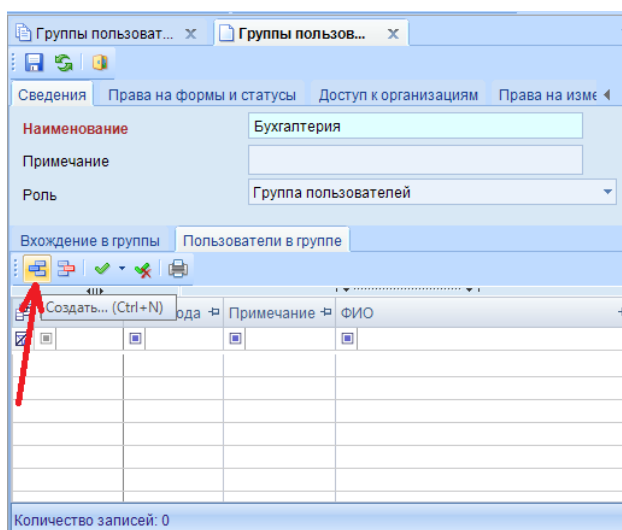 Группы пользоват... x Группы пользов... x
Сведения Права на формы и статусы Доступ к организациям Права на изме
Наименование Бухгалтерия
Примечание
Роль Группа пользователей
Вхождение в группы Пользователи в группе
Создать... (Ctrl+N) ода Примечание ФИО
Количество записей: 0